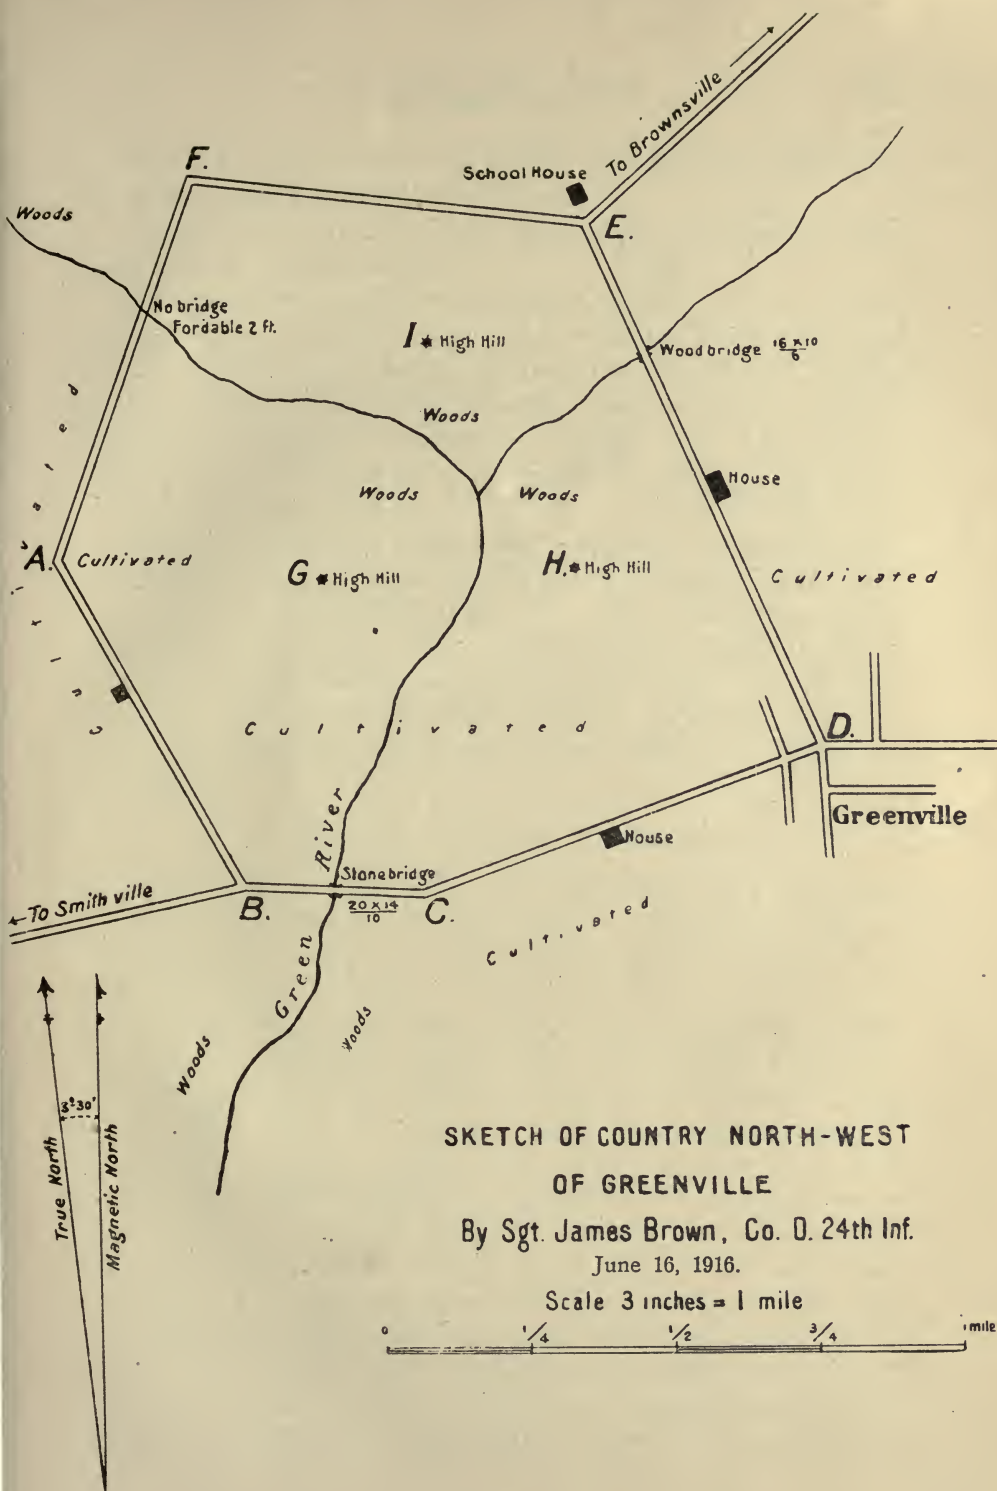 To Brownsville
F.
School House
E.
Woods
No bridge
Fordable 2 ft.
I High Hill
Wood bridge 16 x 10
6
Woods
Woods
Woods
House
A. Cultivated
Cultivated
G High Hill
H. High Hill
Cultivated
Cultivated
D.
Greenville
House
Green River
Stone bridge
20 x 14
10
To Smithville
B.
C.
Cultivated
Woods
Woods
3° 30'
True North
Magnetic North
SKETCH OF COUNTRY NORTH-WEST
OF GREENVILLE
By Sgt. James Brown, Co. D. 24th Inf.
June 16, 1916.
Scale 3 inches = 1 mile
0 1/4 1/2 3/4 1 mile